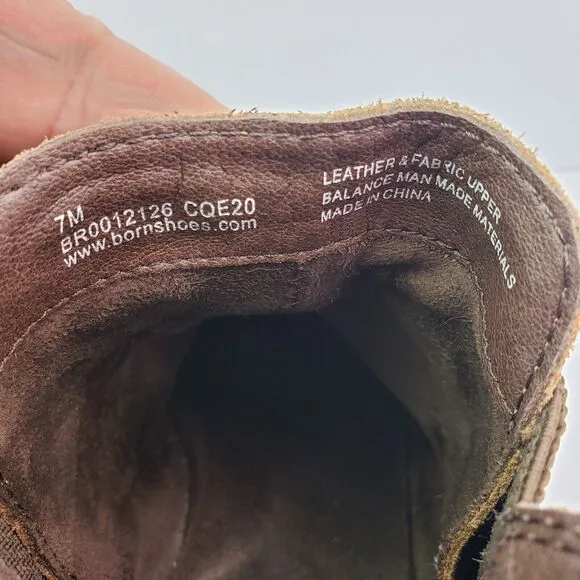 7M
BR0012126 CQE20
www.bornshoes.com
LEATHER & FABRIC UPPER
BALANCE MAN MADE MATERIALS
MADE IN CHINA